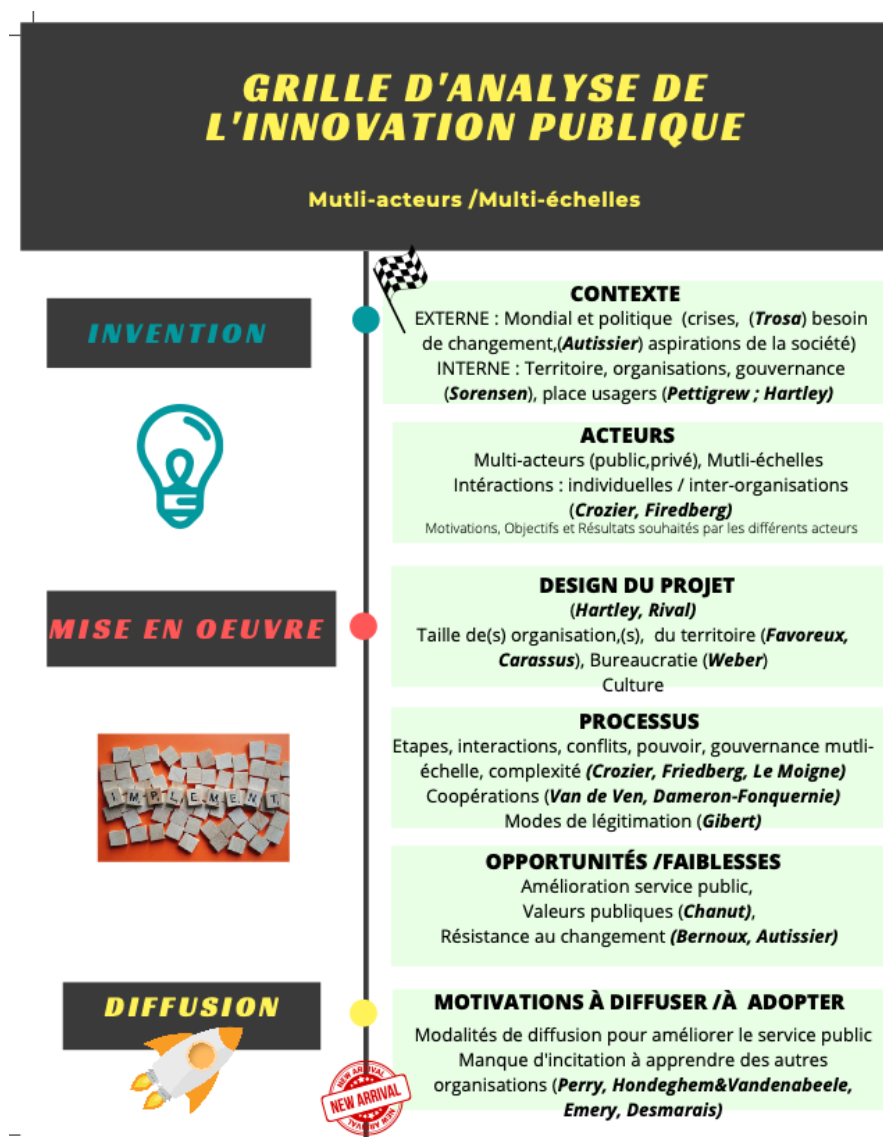 GRILLE D'ANALYSE DE
L'INNOVATION PUBLIQUE
Mutli-acteurs /Multi-échelles
INVENTION
CONTEXTE
EXTERNE : Mondial et politique (crises, (Trosa) besoin
de changement,(Autissier) aspirations de la société)
INTERNE : Territoire, organisations, gouvernance
(Sorensen), place usagers (Pettigrew ; Hartley)
ACTEURS
Multi-acteurs (public,privé), Mutli-échelles
Intéractions : individuelles / inter-organisations
(Crozier, Firedberg)
Motivations, Objectifs et Résultats souhaités par les différents acteurs
MISE EN OEUVRE
DESIGN DU PROJET
(Hartley, Rival)
Taille de(s) organisation,(s), du territoire (Favoreux,
Carassus), Bureaucratie (Weber)
Culture
IMPLEMENT
PROCESSUS
Etapes, interactions, conflits, pouvoir, gouvernance mutli-
échelle, complexité (Crozier, Friedberg, Le Moigne)
Coopérations (Van de Ven, Dameron-Fonquernie)
Modes de légitimation (Gibert)
OPPORTUNITÉS /FAIBLESSES
Amélioration service public,
Valeurs publiques (Chanut),
Résistance au changement (Bernoux, Autissier)
DIFFUSION
MOTIVATIONS À DIFFUSER /À ADOPTER
Modalités de diffusion pour améliorer le service public
Manque d'incitation à apprendre des autres
organisations (Perry, Hondeghem&Vandenabeele,
Emery, Desmarais)
NEW ARRIVAL
NEW ARRIVAL
NEW ARRIVAL